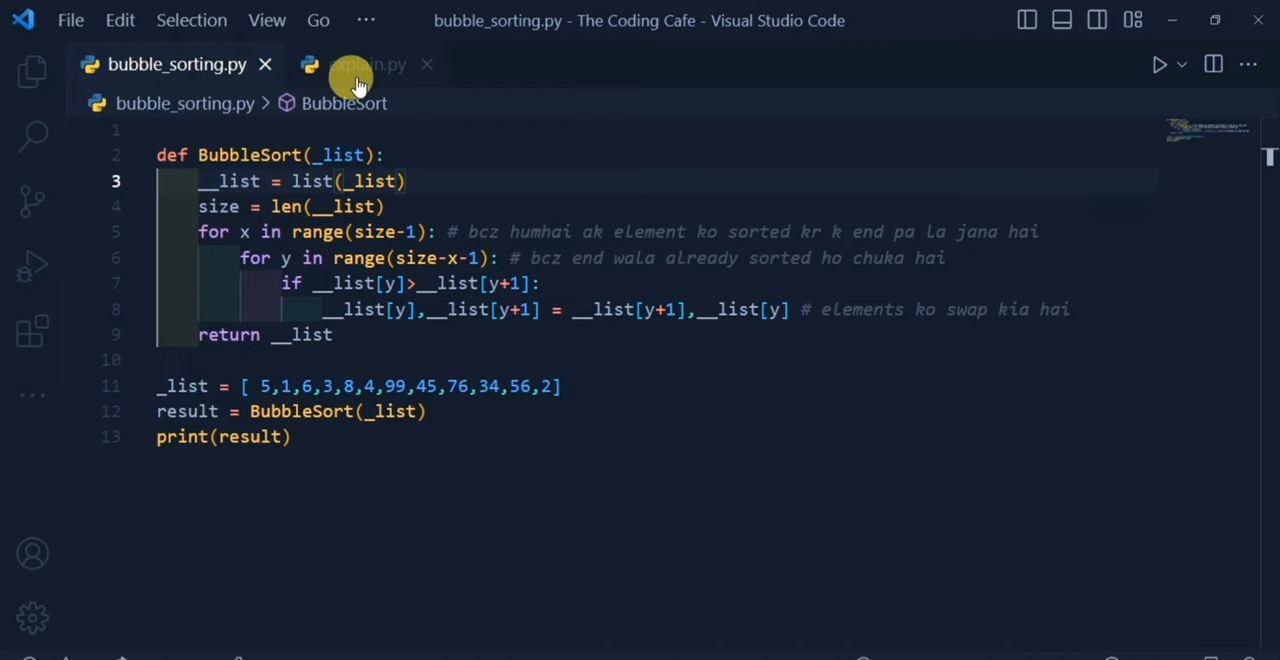 File Edit Selection View Go ··· bubble_sorting.py - The Coding Cafe - Visual Studio Code
bubble_sorting.py explain.py
bubble_sorting.py > BubbleSort
1
2 def BubbleSort(_list):
3 __list = list(_list)
4 size = len(__list)
5 for x in range(size-1): # bcz humhai ak element ko sorted kr k end pa la jana hai
6 for y in range(size-x-1): # bcz end wala already sorted ho chuka hai
7 if __list[y]>__list[y+1]:
8 __list[y],__list[y+1] = __list[y+1],__list[y] # elements ko swap kia hai
9 return __list
10
11 _list = [ 5,1,6,3,8,4,99,45,76,34,56,2]
12 result = BubbleSort(_list)
13 print(result)